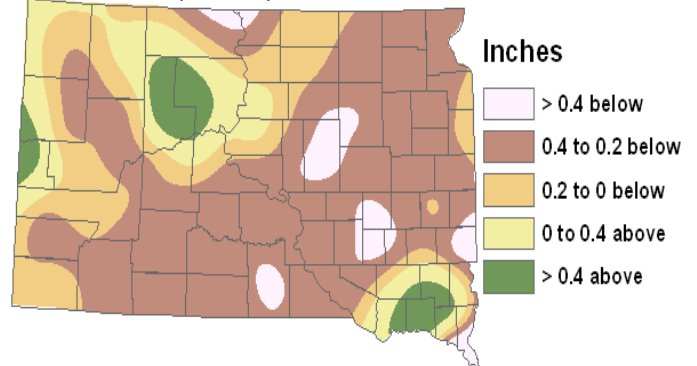 Inches
> 0.4 below
0.4 to 0.2 below
0.2 to 0 below
0 to 0.4 above
> 0.4 above